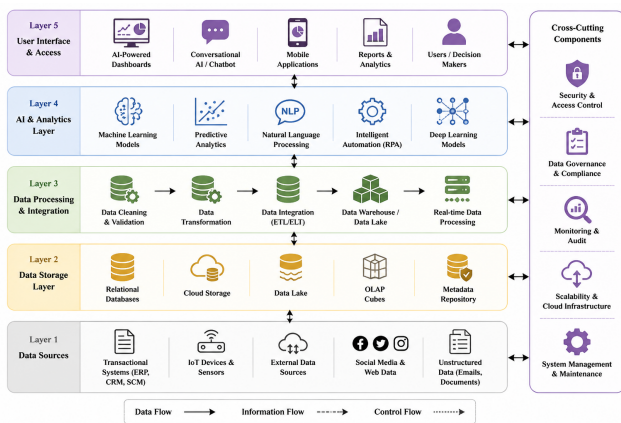 Layer 5
User Interface
& Access
AI-Powered
Dashboards
Conversational
AI / Chatbot
Mobile
Applications
Reports &
Analytics
Users / Decision
Makers
Layer 4
AI & Analytics
Layer
Machine Learning
Models
Predictive
Analytics
NLP
Natural Language
Processing
Intelligent
Automation (RPA)
Deep Learning
Models
Layer 3
Data Processing
& Integration
Data Cleaning
& Validation
Data
Transformation
Data Integration
(ETL/ELT)
Data Warehouse /
Data Lake
Real-time Data
Processing
Layer 2
Data Storage
Layer
Relational
Databases
Cloud Storage
Data Lake
OLAP
Cubes
Metadata
Repository
Layer 1
Data Sources
Transactional
Systems (ERP,
CRM, SCM)
IoT Devices &
Sensors
External Data
Sources
Social Media &
Web Data
Unstructured
Data (Emails,
Documents)
Cross-Cutting
Components
Security &
Access Control
Data Governance
& Compliance
Monitoring &
Audit
Scalability &
Cloud Infrastructure
System Management
& Maintenance
Data Flow
Information Flow
Control Flow